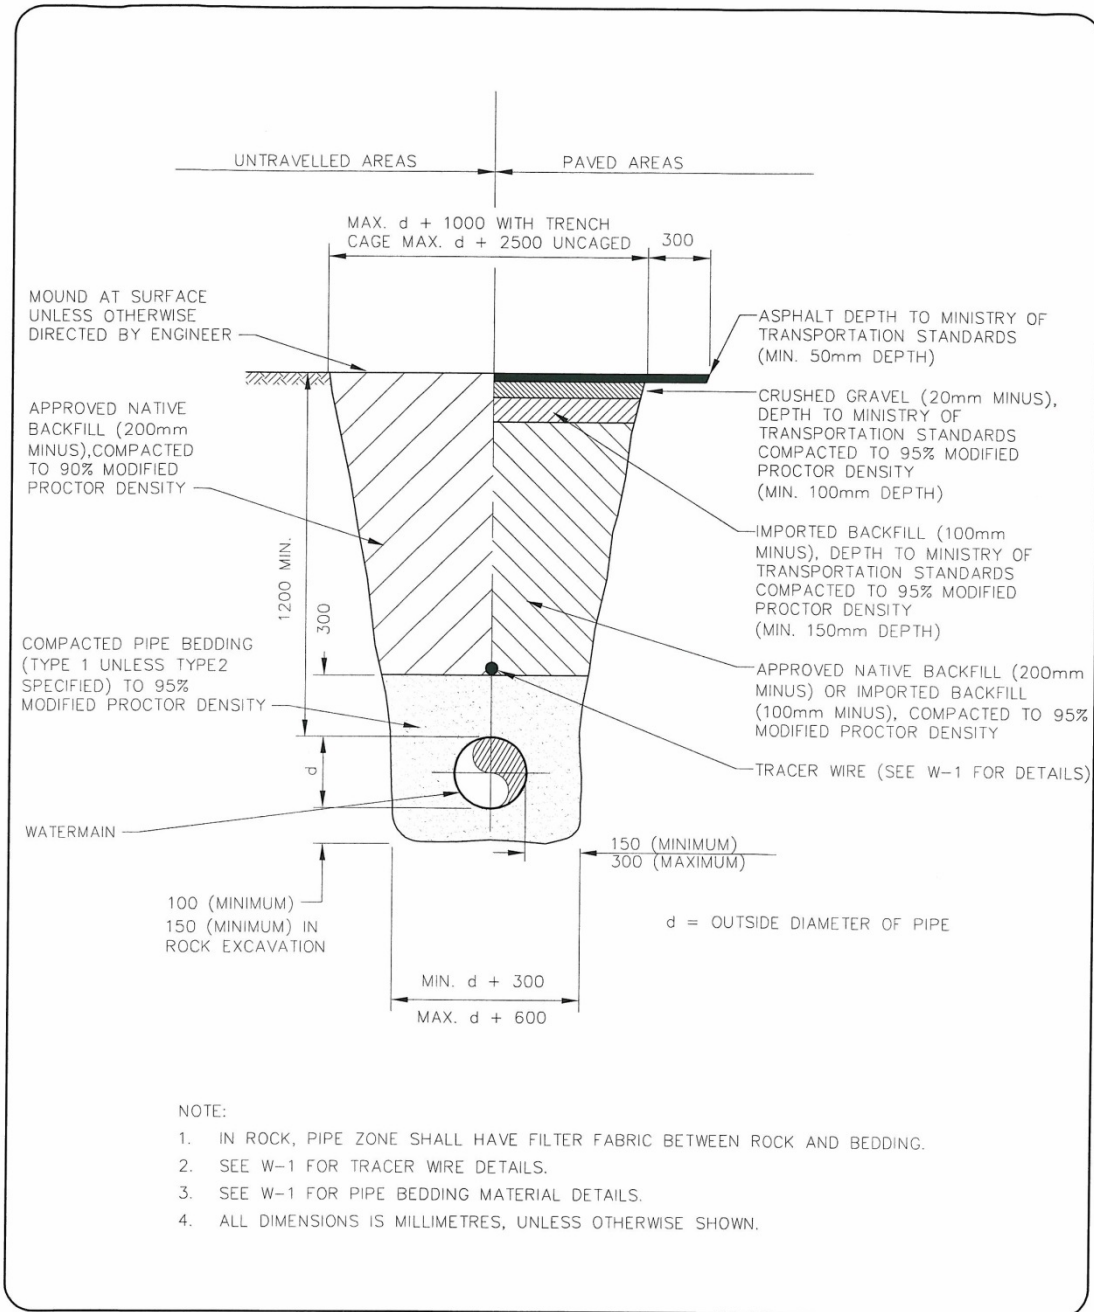 UNTRAVELLED AREAS
PAVED AREAS
MAX. d + 1000 WITH TRENCH
CAGE MAX. d + 2500 UNCAGED
300
MOUND AT SURFACE
UNLESS OTHERWISE
DIRECTED BY ENGINEER
APPROVED NATIVE
BACKFILL (200mm
MINUS),COMPACTED
TO 90% MODIFIED
PROCTOR DENSITY
1200 MIN.
300
COMPACTED PIPE BEDDING
(TYPE 1 UNLESS TYPE2
SPECIFIED) TO 95%
MODIFIED PROCTOR DENSITY
d
WATERMAIN
100 (MINIMUM)
150 (MINIMUM) IN
ROCK EXCAVATION
ASPHALT DEPTH TO MINISTRY OF
TRANSPORTATION STANDARDS
(MIN. 50mm DEPTH)
CRUSHED GRAVEL (20mm MINUS),
DEPTH TO MINISTRY OF
TRANSPORTATION STANDARDS
COMPACTED TO 95% MODIFIED
PROCTOR DENSITY
(MIN. 100mm DEPTH)
IMPORTED BACKFILL (100mm
MINUS), DEPTH TO MINISTRY OF
TRANSPORTATION STANDARDS
COMPACTED TO 95% MODIFIED
PROCTOR DENSITY
(MIN. 150mm DEPTH)
APPROVED NATIVE BACKFILL (200mm
MINUS) OR IMPORTED BACKFILL
(100mm MINUS), COMPACTED TO 95%
MODIFIED PROCTOR DENSITY
TRACER WIRE (SEE W-1 FOR DETAILS)
150 (MINIMUM)
300 (MAXIMUM)
d = OUTSIDE DIAMETER OF PIPE
MIN. d + 300
MAX. d + 600
NOTE:
1. IN ROCK, PIPE ZONE SHALL HAVE FILTER FABRIC BETWEEN ROCK AND BEDDING.
2. SEE W-1 FOR TRACER WIRE DETAILS.
3. SEE W-1 FOR PIPE BEDDING MATERIAL DETAILS.
4. ALL DIMENSIONS IS MILLIMETRES, UNLESS OTHERWISE SHOWN.